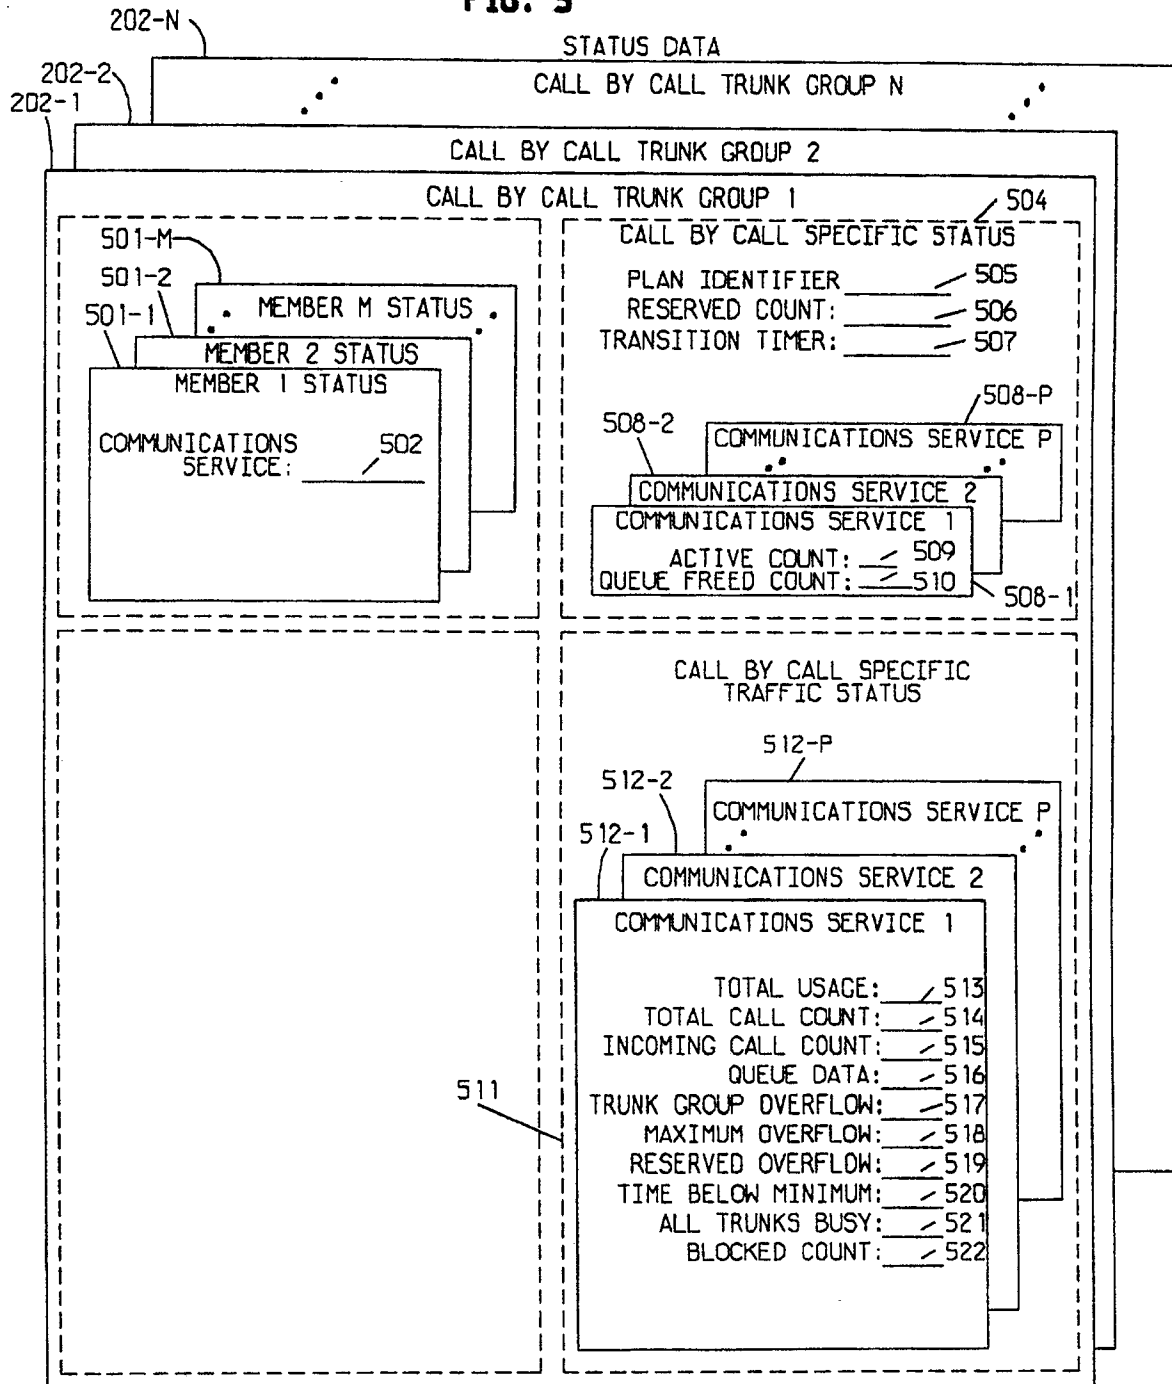 FIG. 5
202-N
STATUS DATA
202-2
CALL BY CALL TRUNK GROUP N
202-1
CALL BY CALL TRUNK GROUP 2
CALL BY CALL TRUNK GROUP 1
504
501-M
CALL BY CALL SPECIFIC STATUS
501-2
PLAN IDENTIFIER 505
501-1
MEMBER M STATUS
RESERVED COUNT: 506
MEMBER 2 STATUS
TRANSITION TIMER: 507
MEMBER 1 STATUS
508-P
508-2
COMMUNICATIONS SERVICE P
COMMUNICATIONS
SERVICE: 502
COMMUNICATIONS SERVICE 2
COMMUNICATIONS SERVICE 1
ACTIVE COUNT: 509
QUEUE FREED COUNT: 510
508-1
CALL BY CALL SPECIFIC
TRAFFIC STATUS
512-P
512-2
COMMUNICATIONS SERVICE P
512-1
COMMUNICATIONS SERVICE 2
COMMUNICATIONS SERVICE 1
TOTAL USAGE: 513
TOTAL CALL COUNT: 514
INCOMING CALL COUNT: 515
QUEUE DATA: 516
511
TRUNK GROUP OVERFLOW: 517
MAXIMUM OVERFLOW: 518
RESERVED OVERFLOW: 519
TIME BELOW MINIMUM: 520
ALL TRUNKS BUSY: 521
BLOCKED COUNT: 522